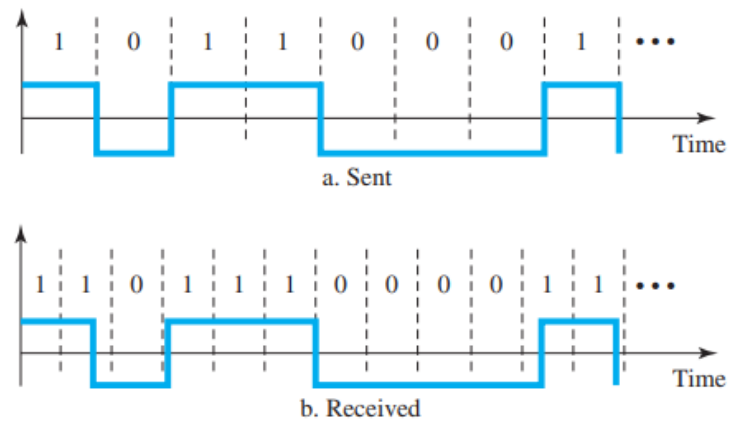 1 0 1 1 0 0 0 1 •••
Time
a. Sent
1 1 0 1 1 1 0 0 0 0 1 1 •••
Time
b. Received